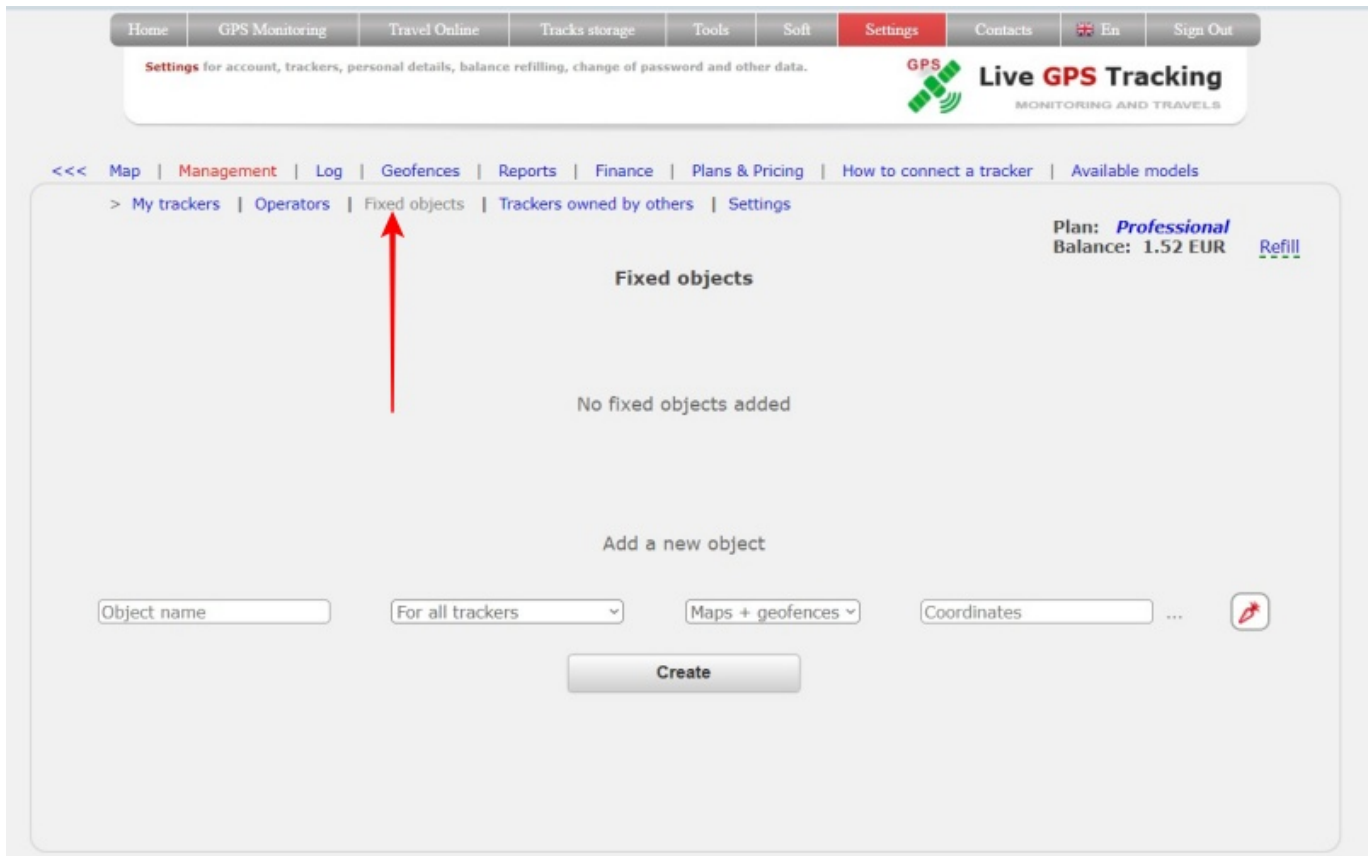 Home GPS Monitoring Travel Online Tracks storage Tools Soft Settings Contacts En Sign Out
Settings for account, trackers, personal details, balance refilling, change of password and other data.
GPS
Live GPS Tracking
MONITORING AND TRAVELS
<<< Map | Management | Log | Geofences | Reports | Finance | Plans & Pricing | How to connect a tracker | Available models
> My trackers | Operators | Fixed objects | Trackers owned by others | Settings
Plan: Professional
Balance: 1.52 EUR Refill
Fixed objects
No fixed objects added
Add a new object
Object name For all trackers Maps + geofences Coordinates ...
Create